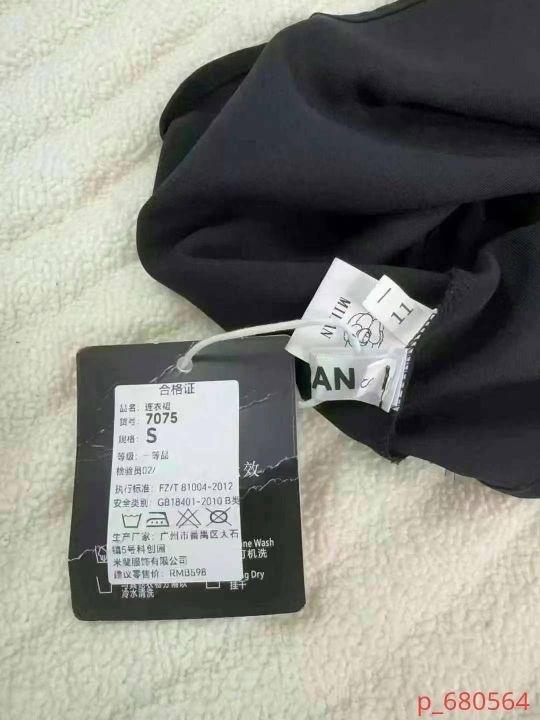 MILAN
11
AN
S
合格证
品名: 连衣裙
货号: 7075
规格: S
等级: 一等品
检验员02/
效
执行标准: FZ/T 81004-2012
安全类别: GB18401-2010 B类
生产厂家: 广州市番禺区大石
镇5号科创园
米蔓服饰有限公司
建议零售价: RMB598
ne Wash
可机洗
ng Dry
挂干
冷水清洗
p_680564